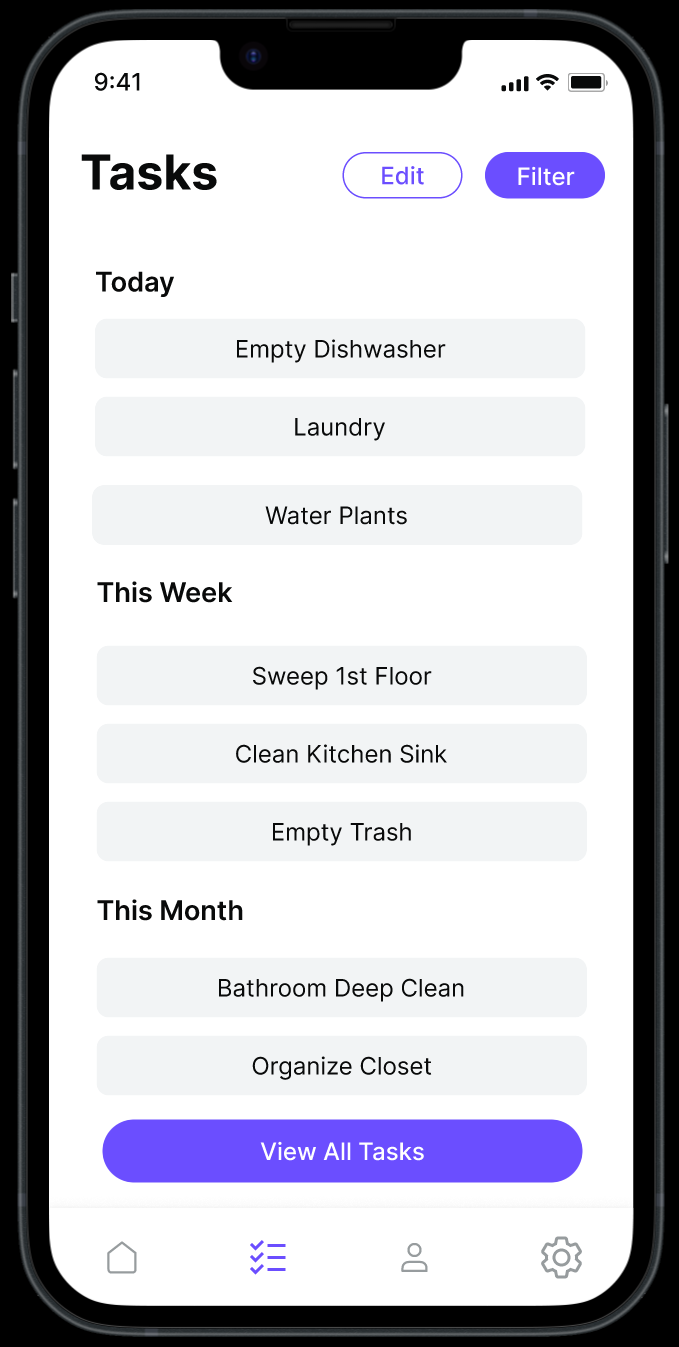 9:41
Tasks
Edit
Filter
Today
Empty Dishwasher
Laundry
Water Plants
This Week
Sweep 1st Floor
Clean Kitchen Sink
Empty Trash
This Month
Bathroom Deep Clean
Organize Closet
View All Tasks